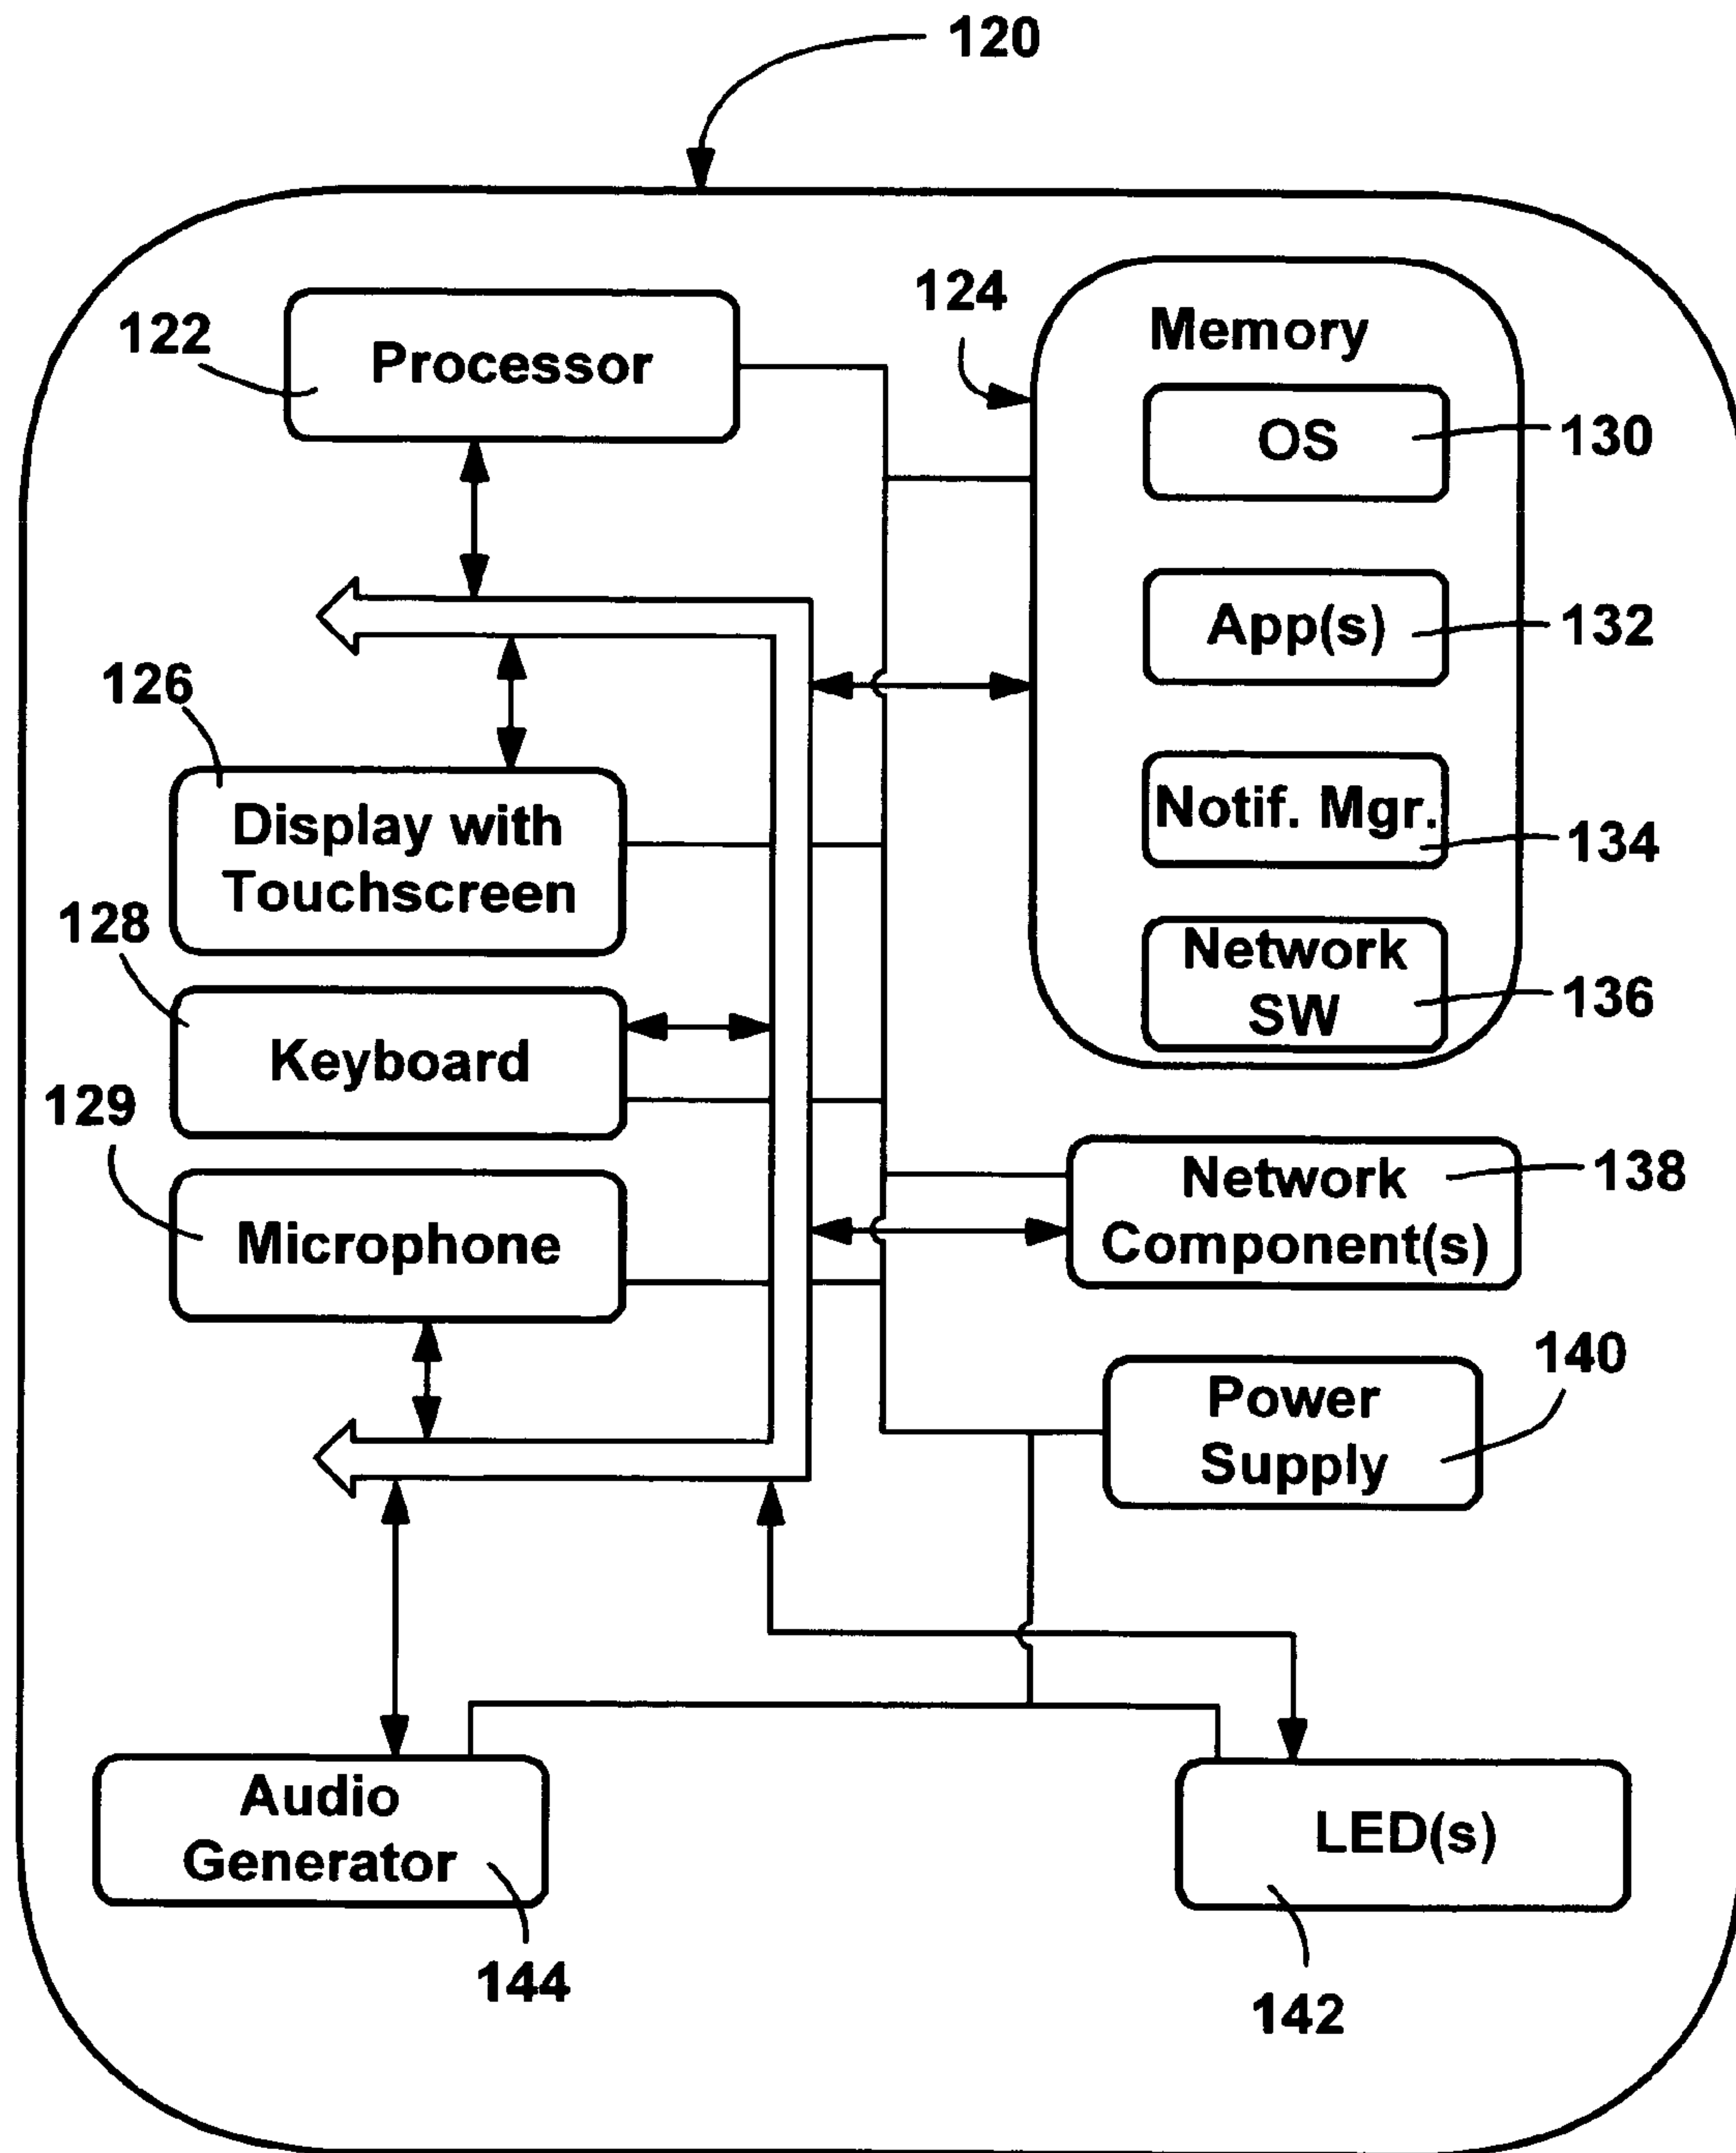 120
124
Memory
122
Processor
OS
130
App(s)
132
126
Display with
Touchscreen
Notif. Mgr.
134
128
Keyboard
Network
SW
136
129
Microphone
Network
Component(s)
138
Power
Supply
140
Audio
Generator
144
LED(s)
142